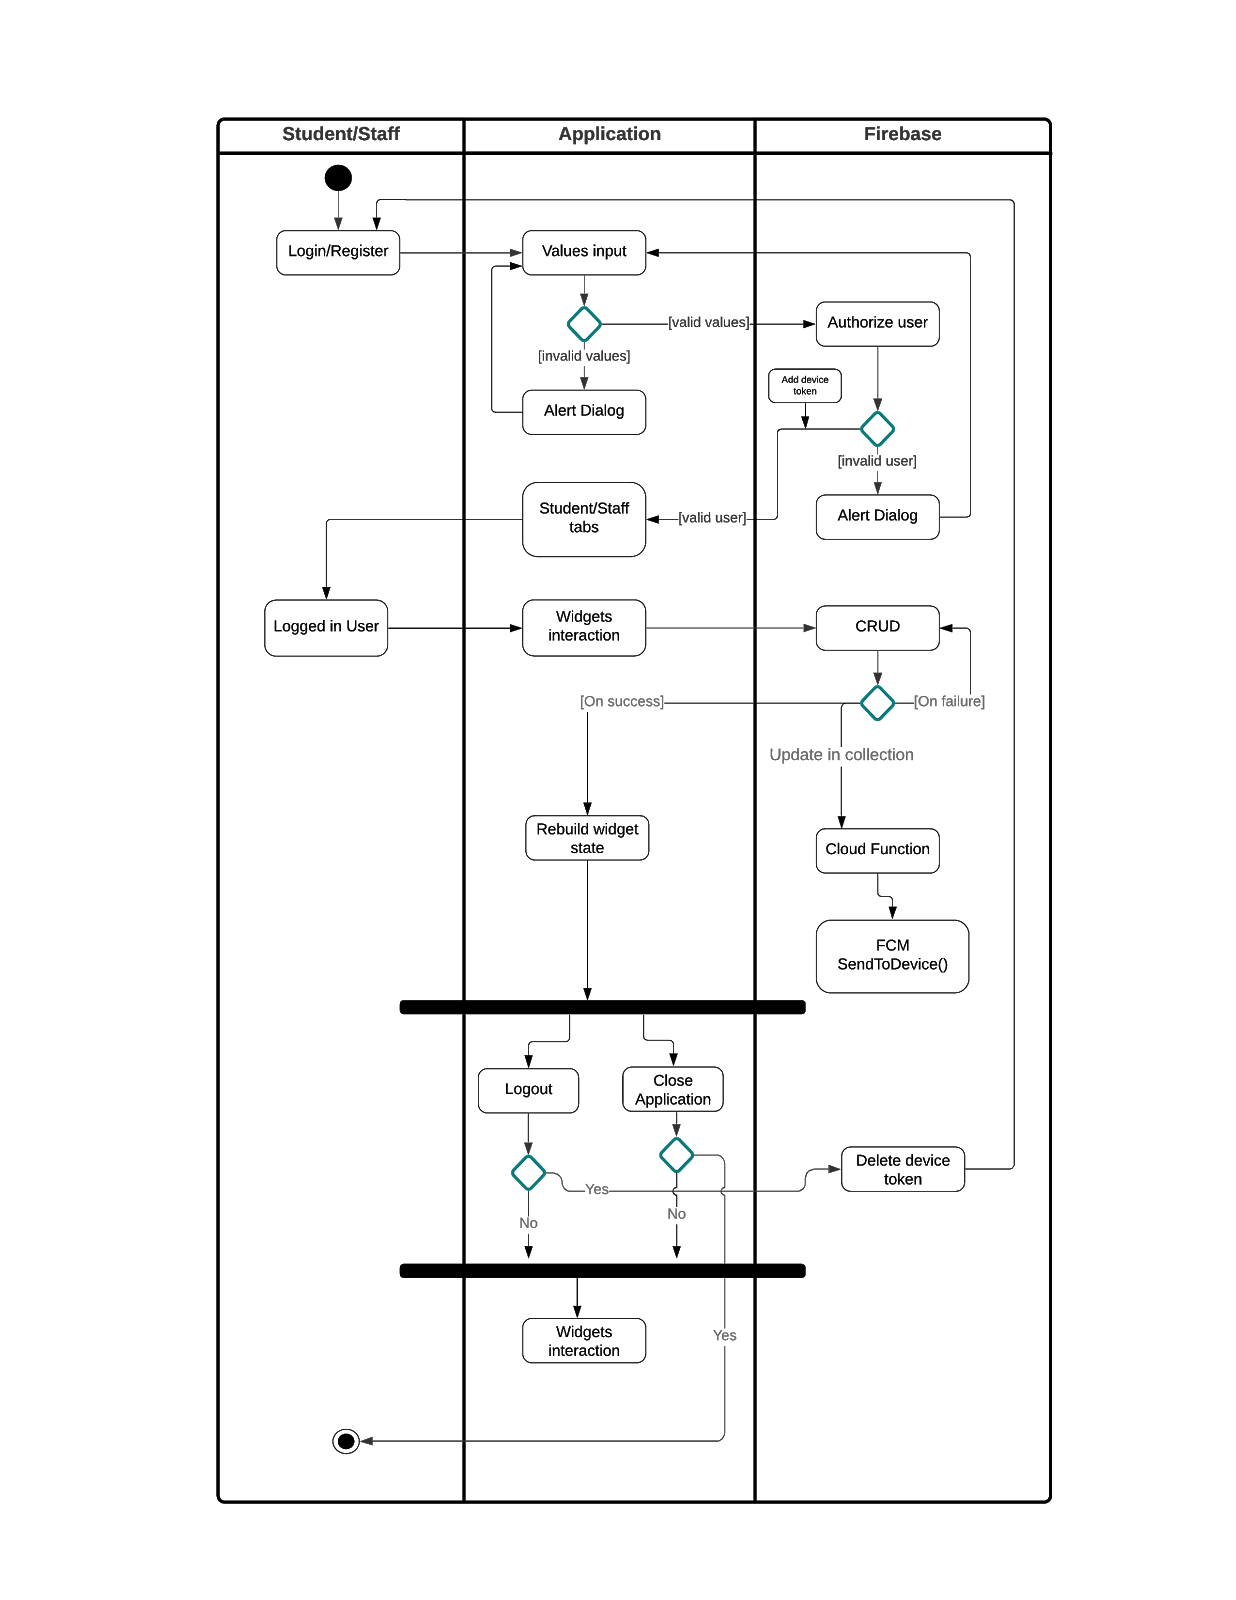 Student/Staff
Application
Firebase
Login/Register
Values input
[valid values]
Authorize user
[invalid values]
Add device
token
Alert Dialog
[invalid user]
Student/Staff
tabs
[valid user]
Alert Dialog
Logged in User
Widgets
interaction
CRUD
[On success]
[On failure]
Update in collection
Rebuild widget
state
Cloud Function
FCM
SendToDevice()
Logout
Close
Application
Delete device
token
Yes
No
No
Widgets
interaction
Yes